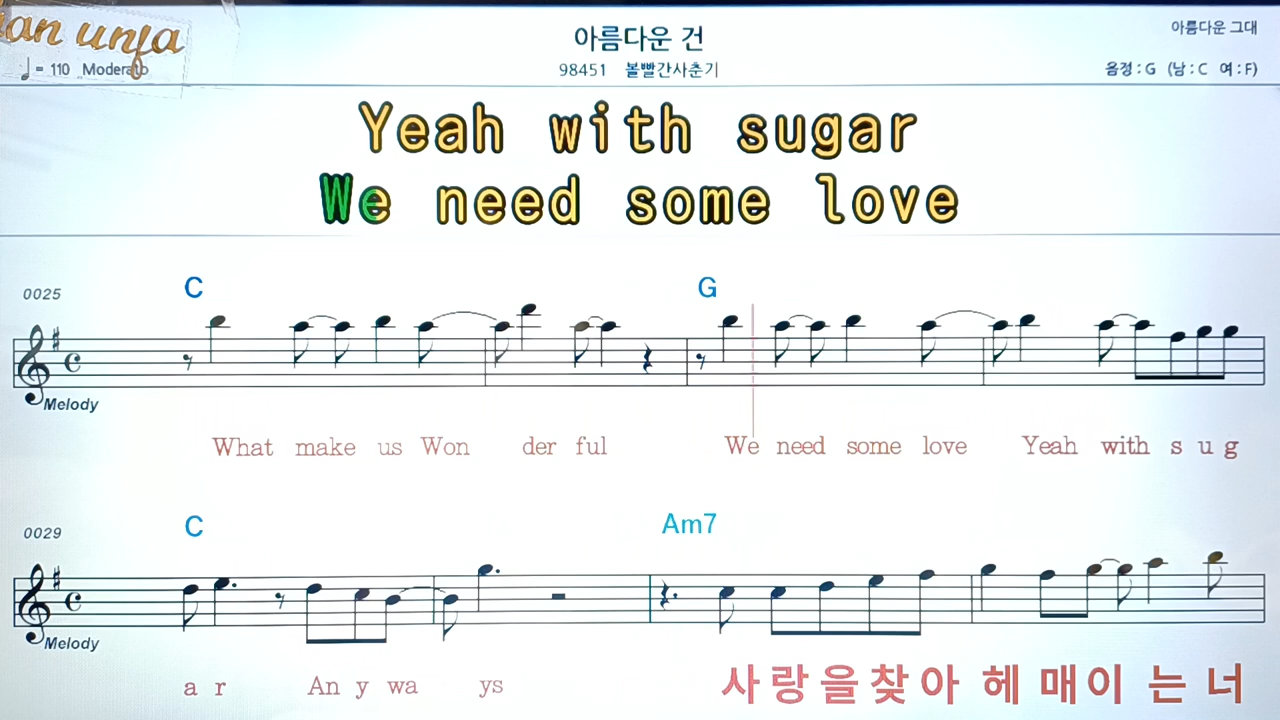 아름다운 건
아름다운 그대
♩= 110 Moderato
98451 볼빨간사춘기
음정 : G (남 : C 여 : F)
Yeah with sugar
We need some love
0025
C G
Melody
What make us Won der ful We need some love Yeah with s u g
0029
C Am7
Melody
a r An y wa ys 사 랑 을 찾 아 헤 매 이 는 너